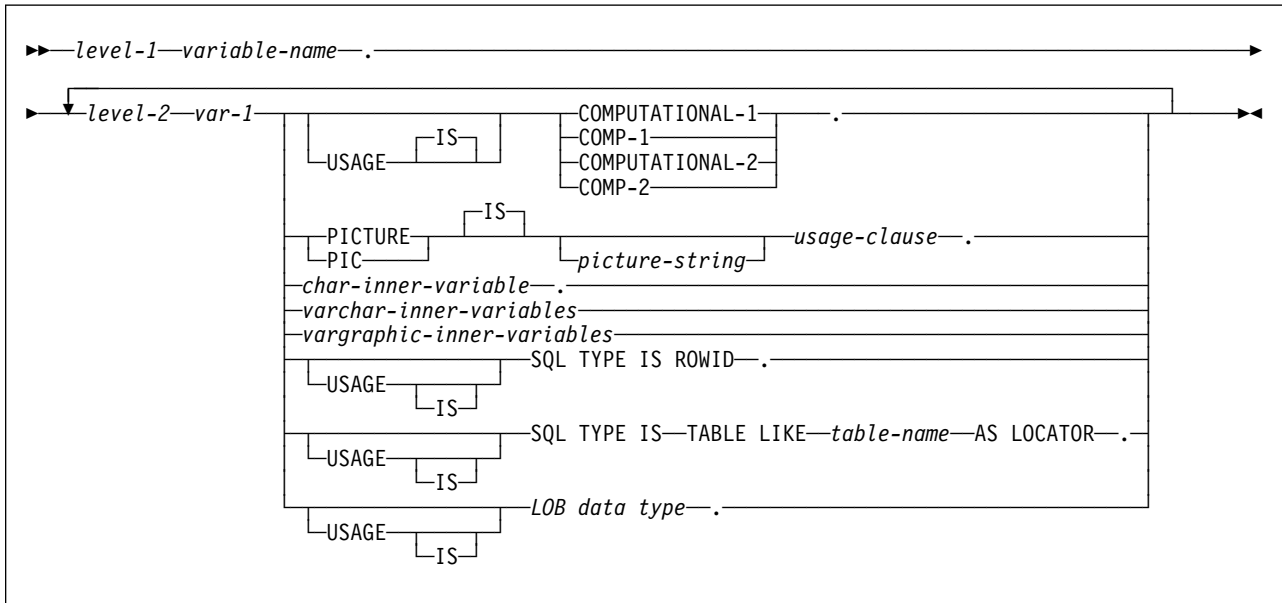 level-1 variable-name .
level-2 var-1 COMPUTATIONAL-1 .
IS COMP-1
USAGE COMPUTATIONAL-2
COMP-2
IS
PICTURE usage-clause .
PIC picture-string
char-inner-variable .
varchar-inner-variables
vargraphic-inner-variables
SQL TYPE IS ROWID .
USAGE
IS
SQL TYPE IS TABLE LIKE table-name AS LOCATOR .
USAGE
IS
LOB data type .
USAGE
IS